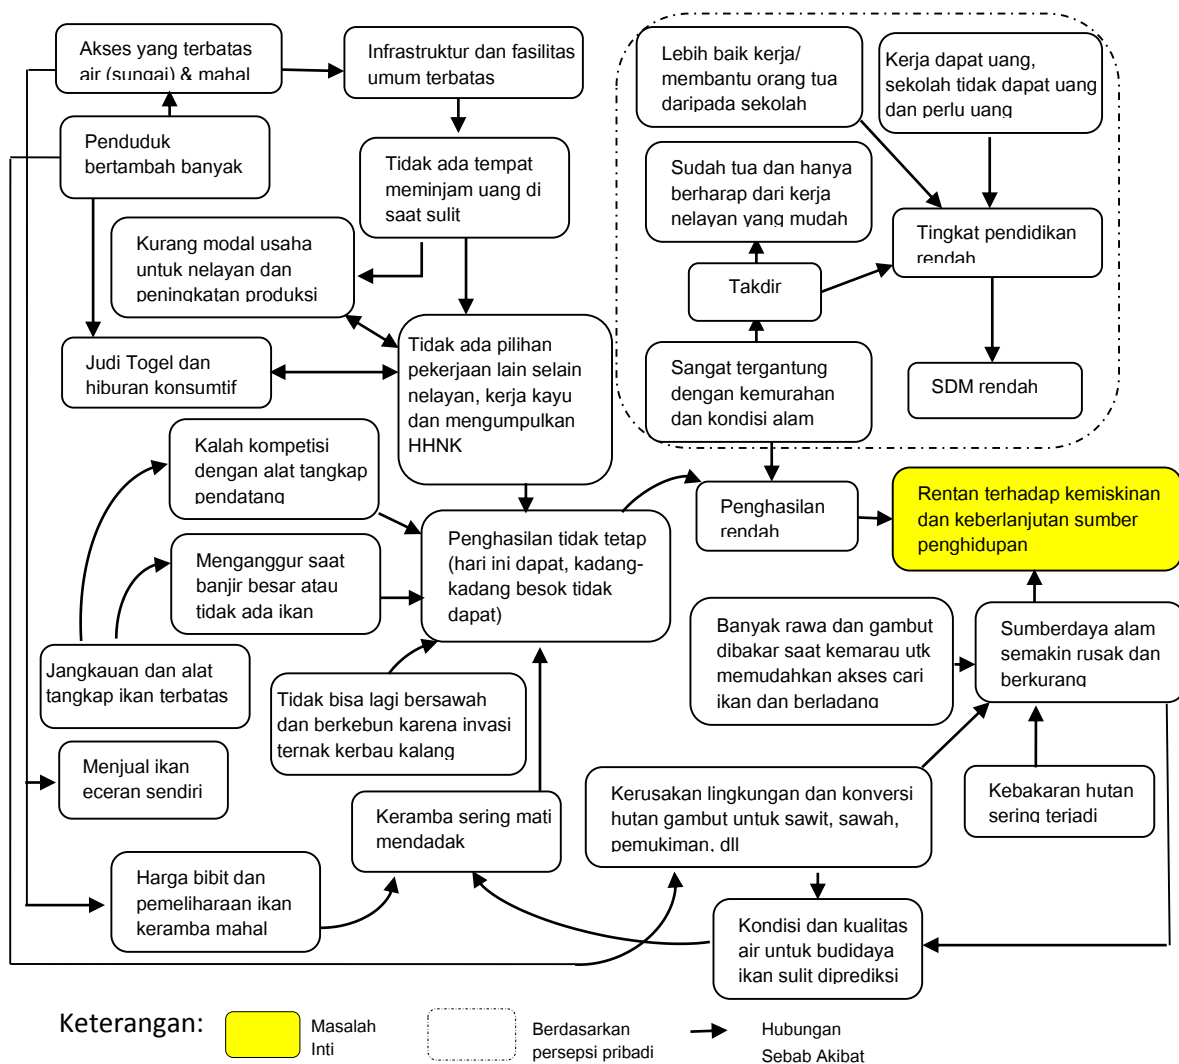 Akses yang terbatas
air (sungai) & mahal
Infrastruktur dan fasilitas
umum terbatas
Lebih baik kerja/
membantu orang tua
daripada sekolah
Kerja dapat uang,
sekolah tidak dapat uang
dan perlu uang
Penduduk
bertambah banyak
Tidak ada tempat
meminjam uang di
saat sulit
Sudah tua dan hanya
berharap dari kerja
nelayan yang mudah
Tingkat pendidikan
rendah
Kurang modal usaha
untuk nelayan dan
peningkatan produksi
Takdir
Judi Togel dan
hiburan konsumtif
Tidak ada pilihan
pekerjaan lain selain
nelayan, kerja kayu
dan mengumpulkan
HHNK
Sangat tergantung
dengan kemurahan
dan kondisi alam
SDM rendah
Kalah kompetisi
dengan alat tangkap
pendatang
Penghasilan
rendah
Rentan terhadap kemiskinan
dan keberlanjutan sumber
penghidupan
Menganggur saat
banjir besar atau
tidak ada ikan
Penghasilan tidak tetap
(hari ini dapat, kadang-
kadang besok tidak
dapat)
Banyak rawa dan gambut
dibakar saat kemarau utk
memudahkan akses cari
ikan dan berladang
Sumberdaya alam
semakin rusak dan
berkurang
Jangkauan dan alat
tangkap ikan terbatas
Tidak bisa lagi bersawah
dan berkebun karena invasi
ternak kerbau kalang
Menjual ikan
eceran sendiri
Keramba sering mati
mendadak
Kerusakan lingkungan dan konversi
hutan gambut untuk sawit, sawah,
pemukiman, dll
Kebakaran hutan
sering terjadi
Harga bibit dan
pemeliharaan ikan
keramba mahal
Kondisi dan kualitas
air untuk budidaya
ikan sulit diprediksi
Keterangan:
Masalah
Inti
Berdasarkan
persepsi pribadi
Hubungan
Sebab Akibat